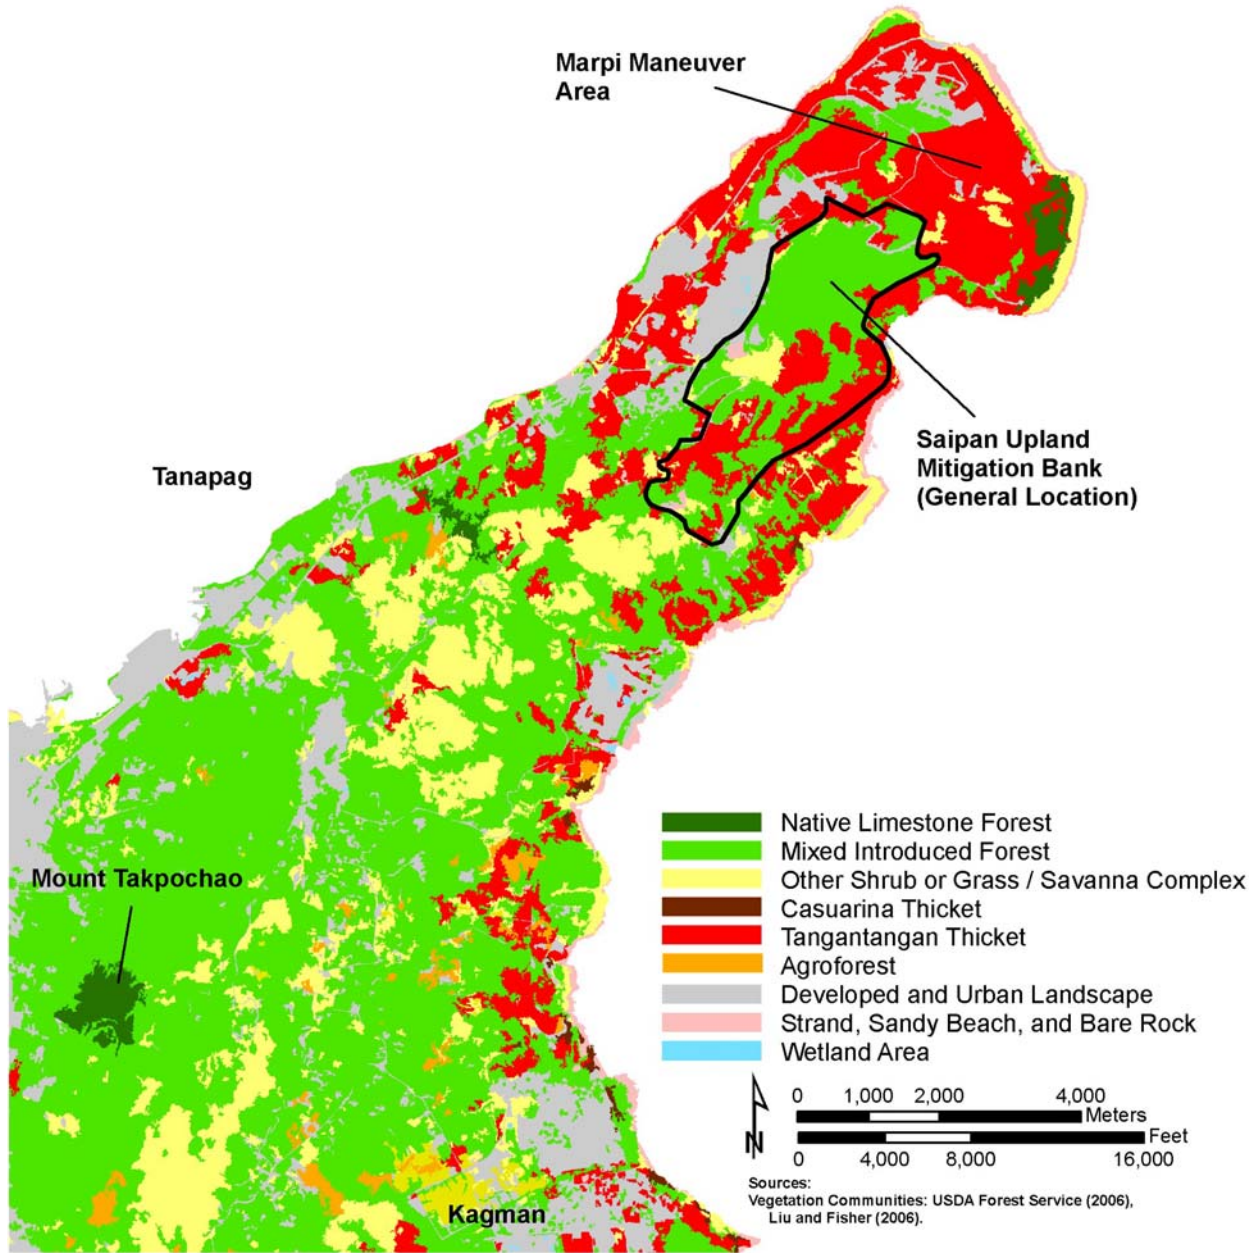 Marpi Maneuver
Area
Saipan Upland
Mitigation Bank
(General Location)
Tanapag
Mount Takpochao
Kagman
Native Limestone Forest
Mixed Introduced Forest
Other Shrub or Grass / Savanna Complex
Casuarina Thicket
Tangantangan Thicket
Agroforest
Developed and Urban Landscape
Strand, Sandy Beach, and Bare Rock
Wetland Area
N
0 1,000 2,000 4,000
Meters
Feet
0 4,000 8,000 16,000
Sources:
Vegetation Communities: USDA Forest Service (2006),
Liu and Fisher (2006).